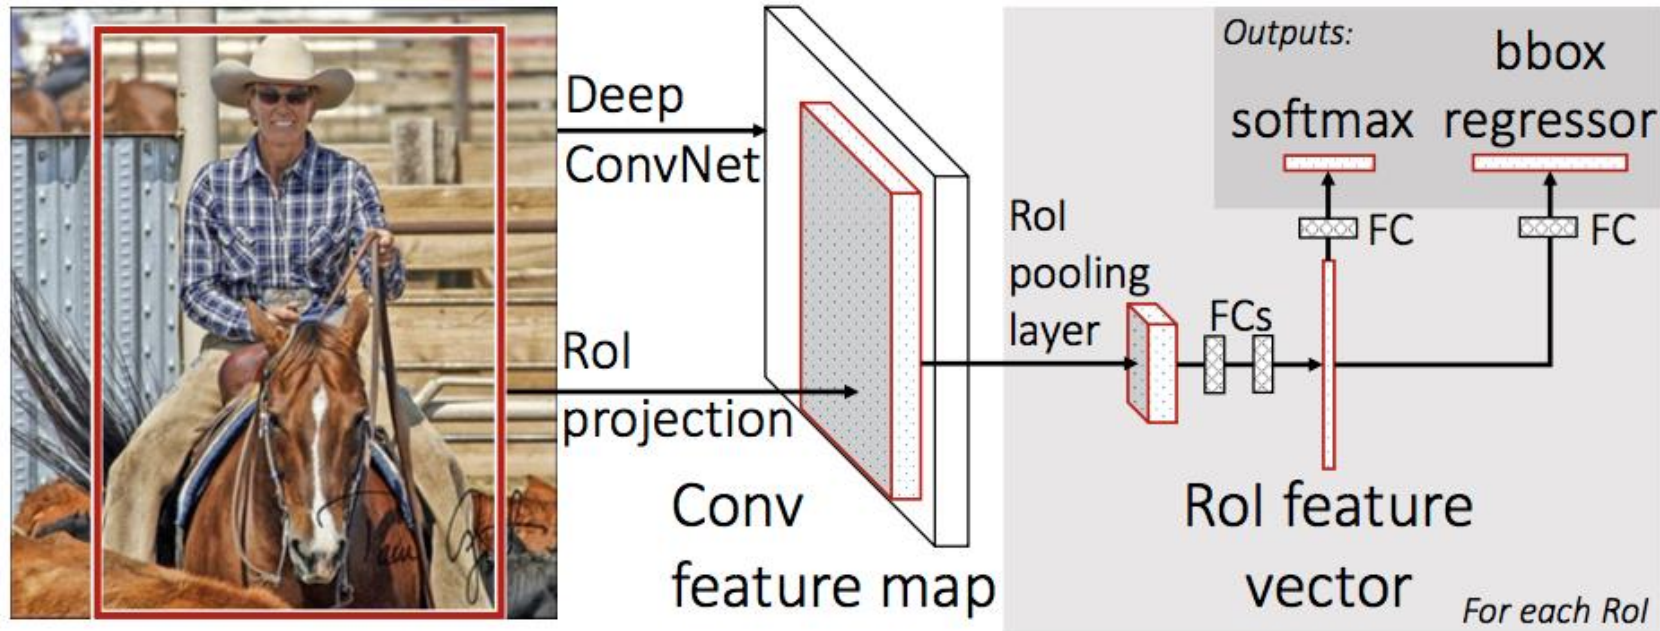 Deep
ConvNet
RoI
projection
Conv
feature map
RoI
pooling
layer
FCs
RoI feature
vector
For each RoI
Outputs:
softmax
bbox
regressor
FC
FC